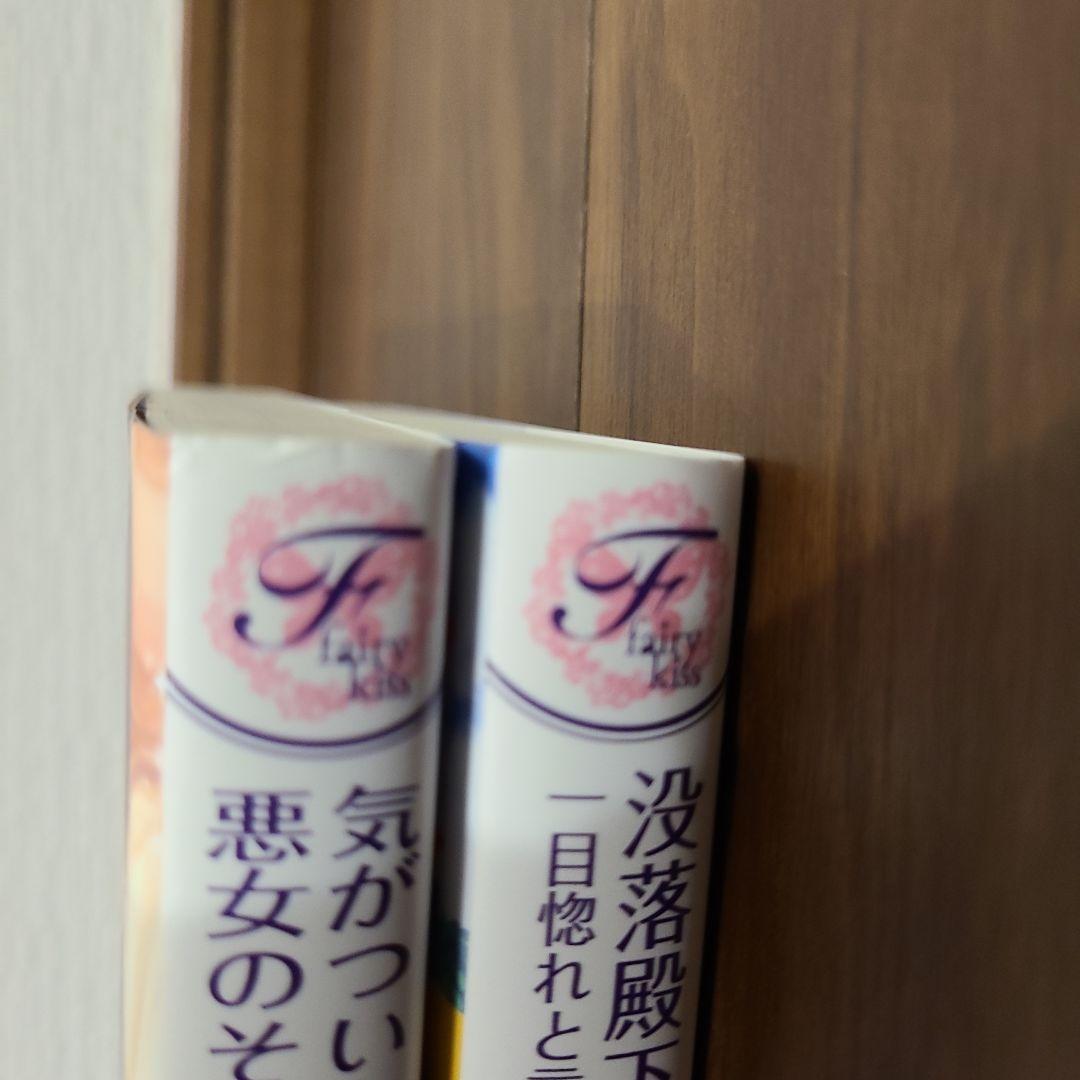 F
fairy
kiss
気がつい
悪女のそ
F
fairy
kiss
没落殿下
一目惚れと